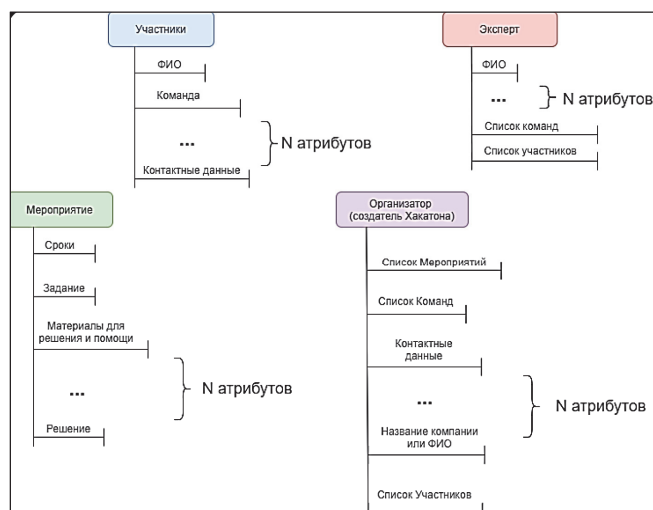 Участники
ФИО
Команда
...
N атрибутов
Контактные данные
Эксперт
ФИО
...
N атрибутов
Список команд
Список участников
Мероприятие
Сроки
Задание
Материалы для
решения и помощи
...
N атрибутов
Решение
Организатор
(создатель Хакатона)
Список Мероприятий
Список Команд
Контактные
данные
...
N атрибутов
Название компании
или ФИО
Список Участников